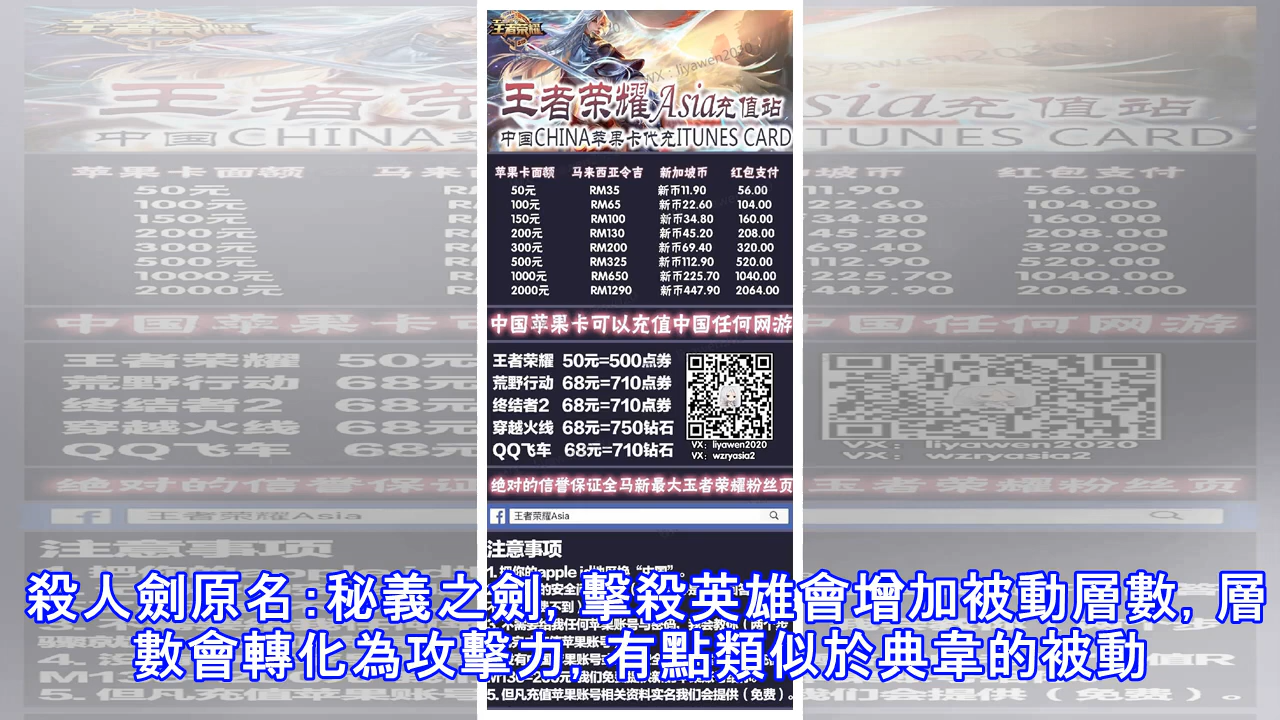 王者荣耀
WX：liyawen2020
王者荣耀Asia充值站
中国CHINA苹果卡代充ITUNES CARD
苹果卡面额 马来西亚令吉 新加坡币 红包支付
50元 RM35 新币11.90 56.00
100元 RM65 新币22.60 104.00
150元 RM100 新币34.80 160.00
200元 RM130 新币45.20 208.00
300元 RM200 新币69.40 320.00
500元 RM325 新币112.90 520.00
1000元 RM650 新币225.70 1040.00
2000元 RM1290 新币447.90 2064.00
中国苹果卡可以充值中国任何网游
王者荣耀 50元=500点券
荒野行动 68元=710点券
终结者2 68元=710点券
穿越火线 68元=750钻石
QQ飞车 68元=710钻石
VX：liyawen2020
VX：wzryasia2
绝对的信誉保证全马新最大王者荣耀粉丝页
王者荣耀Asia
注意事项
殺人劍原名:秘義之劍, 擊殺英雄會增加被動層數, 層
數會轉化為攻擊力, 有點類似於典韋的被動
5. 但凡充值苹果账号相关资料实名我们会提供（免费）。